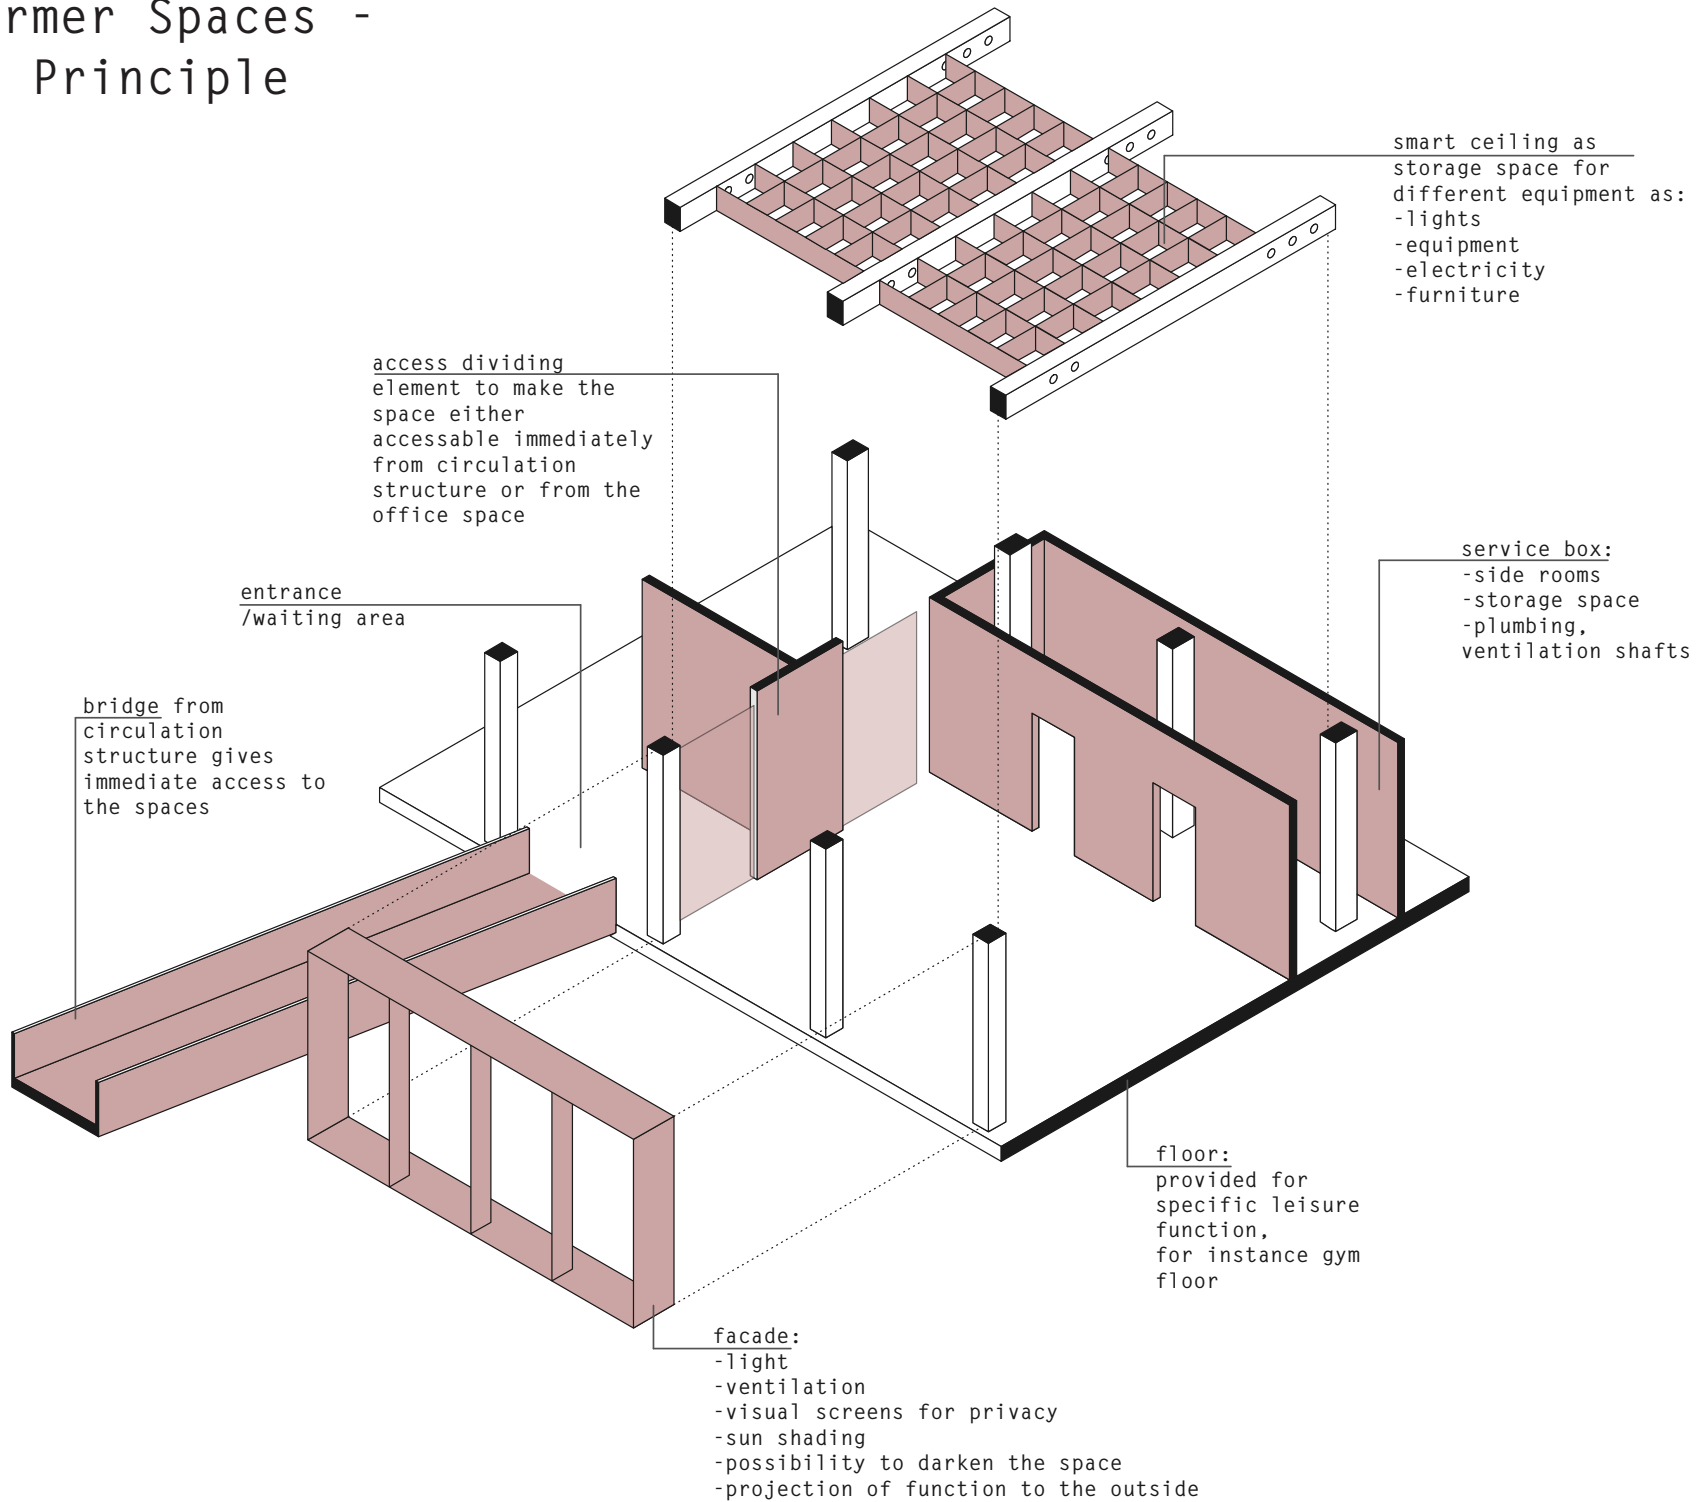 rmer Spaces -
Principle
smart ceiling as
storage space for
different equipment as:
-lights
-equipment
-electricity
-furniture
access dividing
element to make the
space either
accessable immediately
from circulation
structure or from the
office space
service box:
-side rooms
-storage space
-plumbing,
ventilation shafts
entrance
/waiting area
bridge from
circulation
structure gives
immediate access to
the spaces
floor:
provided for
specific leisure
function,
for instance gym
floor
facade:
-light
-ventilation
-visual screens for privacy
-sun shading
-possibility to darken the space
-projection of function to the outside